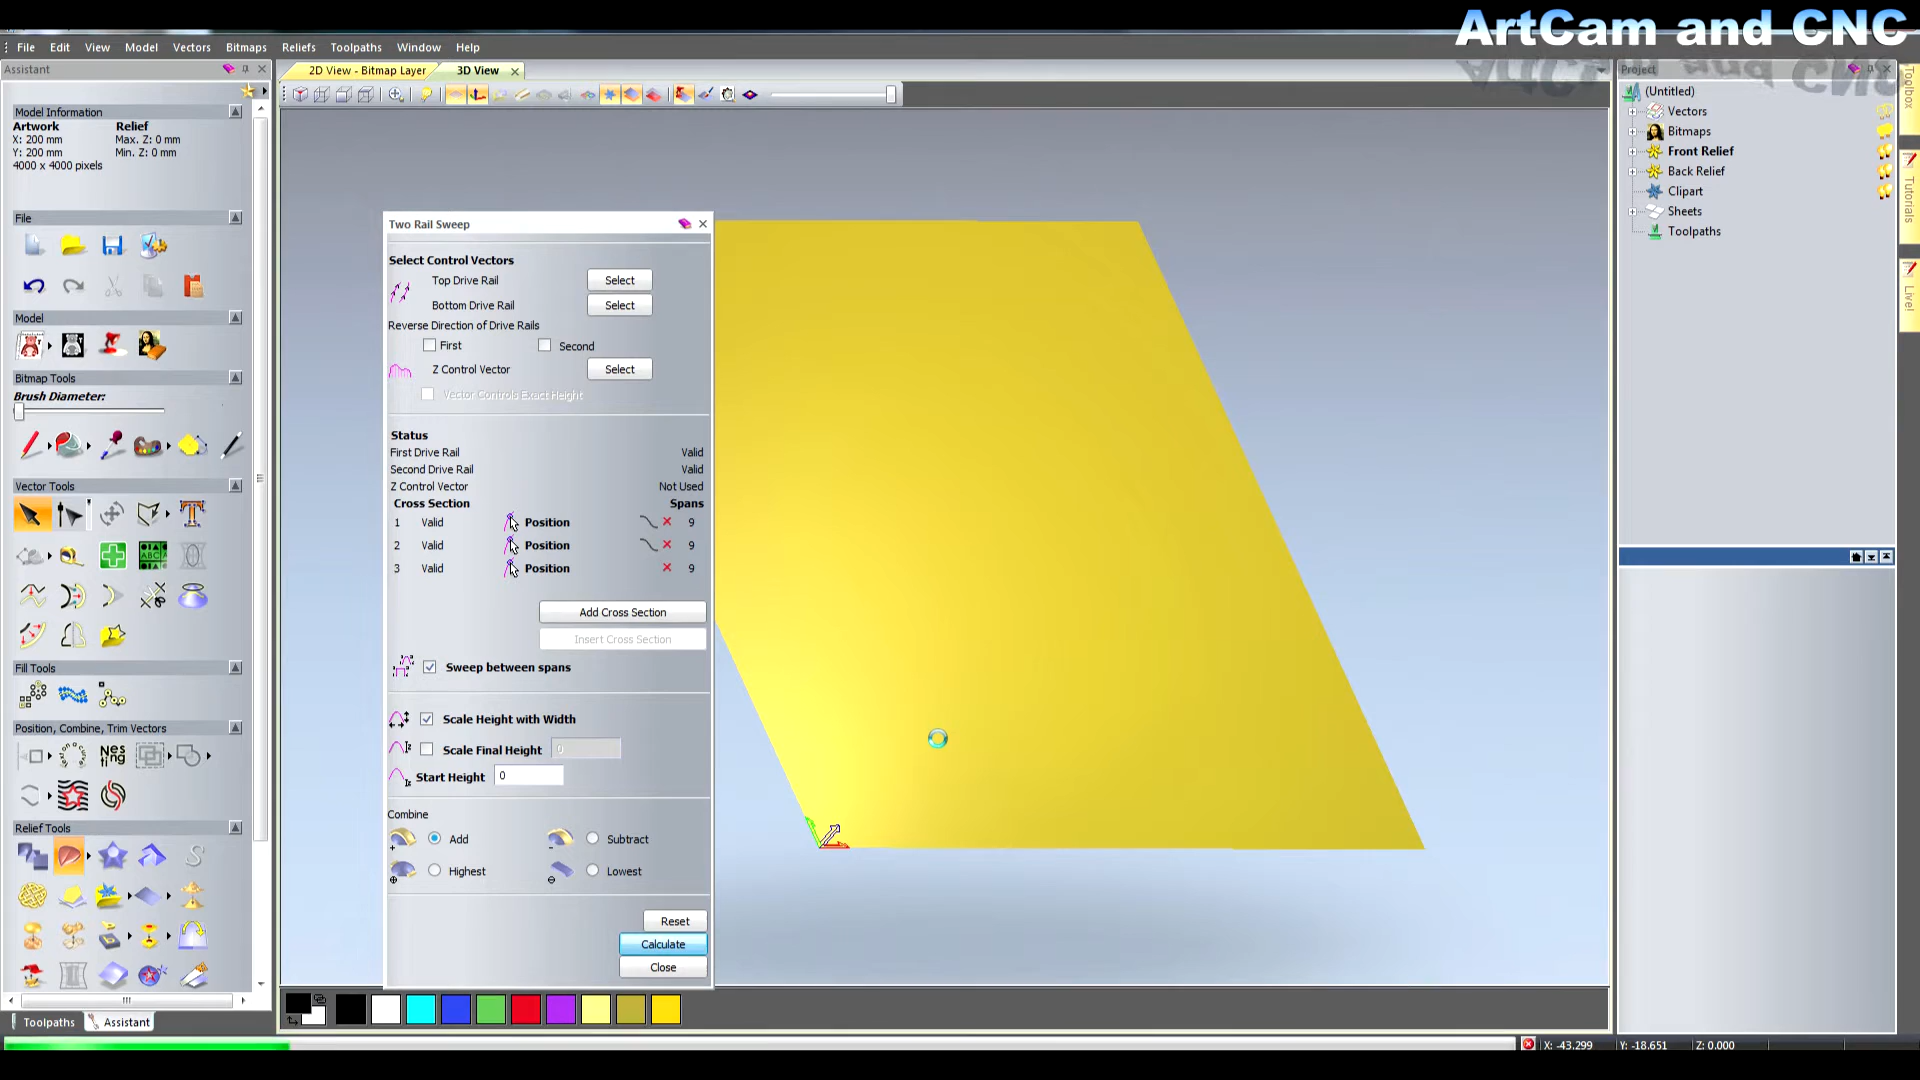 ArtCam and CNC
File Edit View Model Vectors Bitmaps Reliefs Toolpaths Window Help
Assistant
2D View - Bitmap Layer
3D View
Project
Model Information
Artwork Relief
X: 200 mm Max. Z: 0 mm
Y: 200 mm Min. Z: 0 mm
4000 x 4000 pixels
File
Model
Bitmap Tools
Brush Diameter:
Vector Tools
Fill Tools
Position, Combine, Trim Vectors
Nesting
Relief Tools
Toolpaths
Assistant
Two Rail Sweep
Select Control Vectors
Top Drive Rail Select
Bottom Drive Rail Select
Reverse Direction of Drive Rails
First Second
Z Control Vector Select
Vector Controls Exact Height
Status
First Drive Rail Valid
Second Drive Rail Valid
Z Control Vector Not Used
Cross Section Spans
1 Valid Position 9
2 Valid Position 9
3 Valid Position 9
Add Cross Section
Insert Cross Section
Sweep between spans
Scale Height with Width
Scale Final Height 0
Start Height 0
Combine
Add Subtract
Highest Lowest
Reset
Calculate
Close
(Untitled)
Vectors
Bitmaps
Front Relief
Back Relief
Clipart
Sheets
Toolpaths
Toolbox
Tutorials
Live!
X: -43.299 Y: -18.651 Z: 0.000